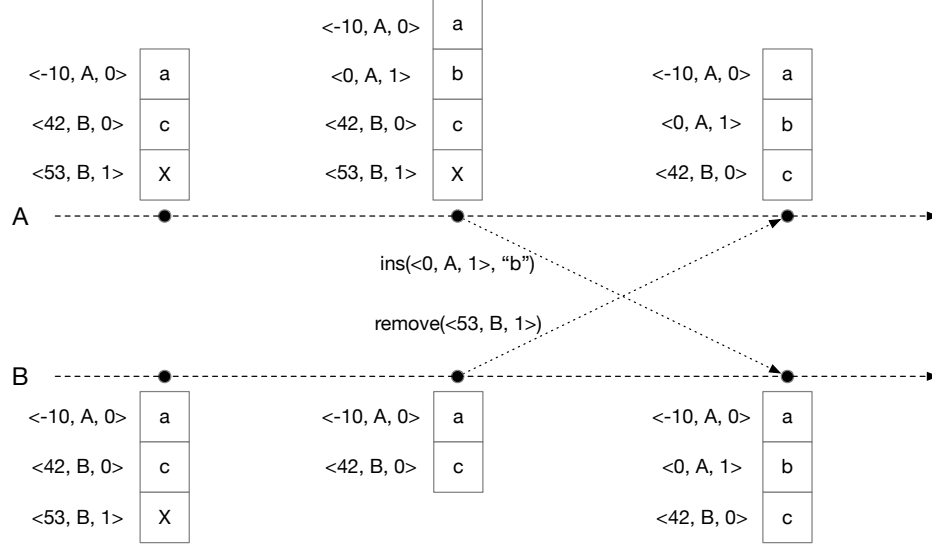 <-10, A, 0> a
<-10, A, 0> a
<0, A, 1> b
<-10, A, 0> a
<42, B, 0> c
<42, B, 0> c
<0, A, 1> b
<53, B, 1> X
<53, B, 1> X
<42, B, 0> c
A
ins(<0, A, 1>, “b”)
remove(<53, B, 1>)
B
<-10, A, 0> a
<-10, A, 0> a
<-10, A, 0> a
<42, B, 0> c
<42, B, 0> c
<0, A, 1> b
<53, B, 1> X
<42, B, 0> c